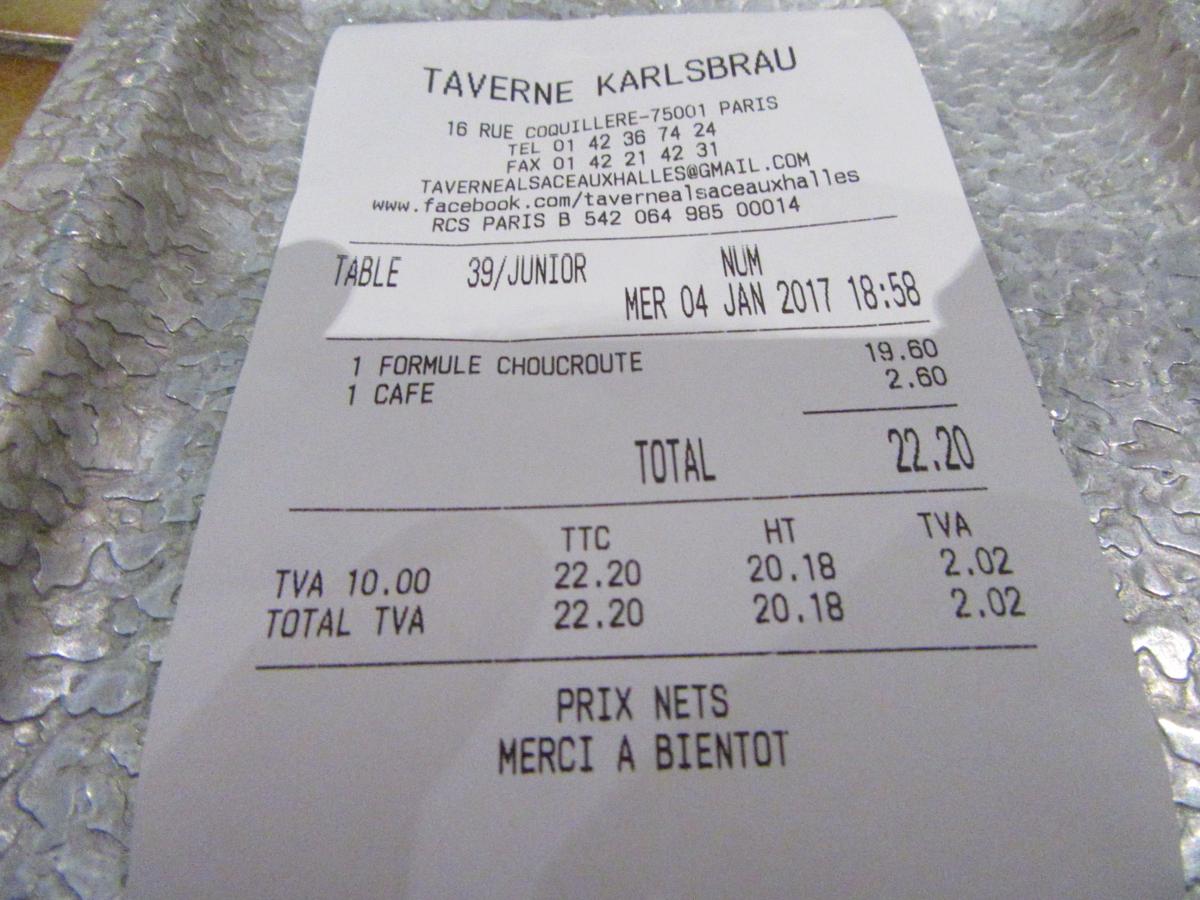 TAVERNE KARLSBRAU
16 RUE COQUILLERE-75001 PARIS
TEL 01 42 36 74 24
FAX 01 42 21 42 31
TAVERNEALSACEAUXHALLES@GMAIL.COM
www.facebook.com/tavernealsaceauxhalles
RCS PARIS B 542 064 985 00014
TABLE 39/JUNIOR NUM
MER 04 JAN 2017 18:58
1 FORMULE CHOUCROUTE 19.60
1 CAFE 2.60
TOTAL 22.20
TTC HT TVA
TVA 10.00 22.20 20.18 2.02
TOTAL TVA 22.20 20.18 2.02
PRIX NETS
MERCI A BIENTOT